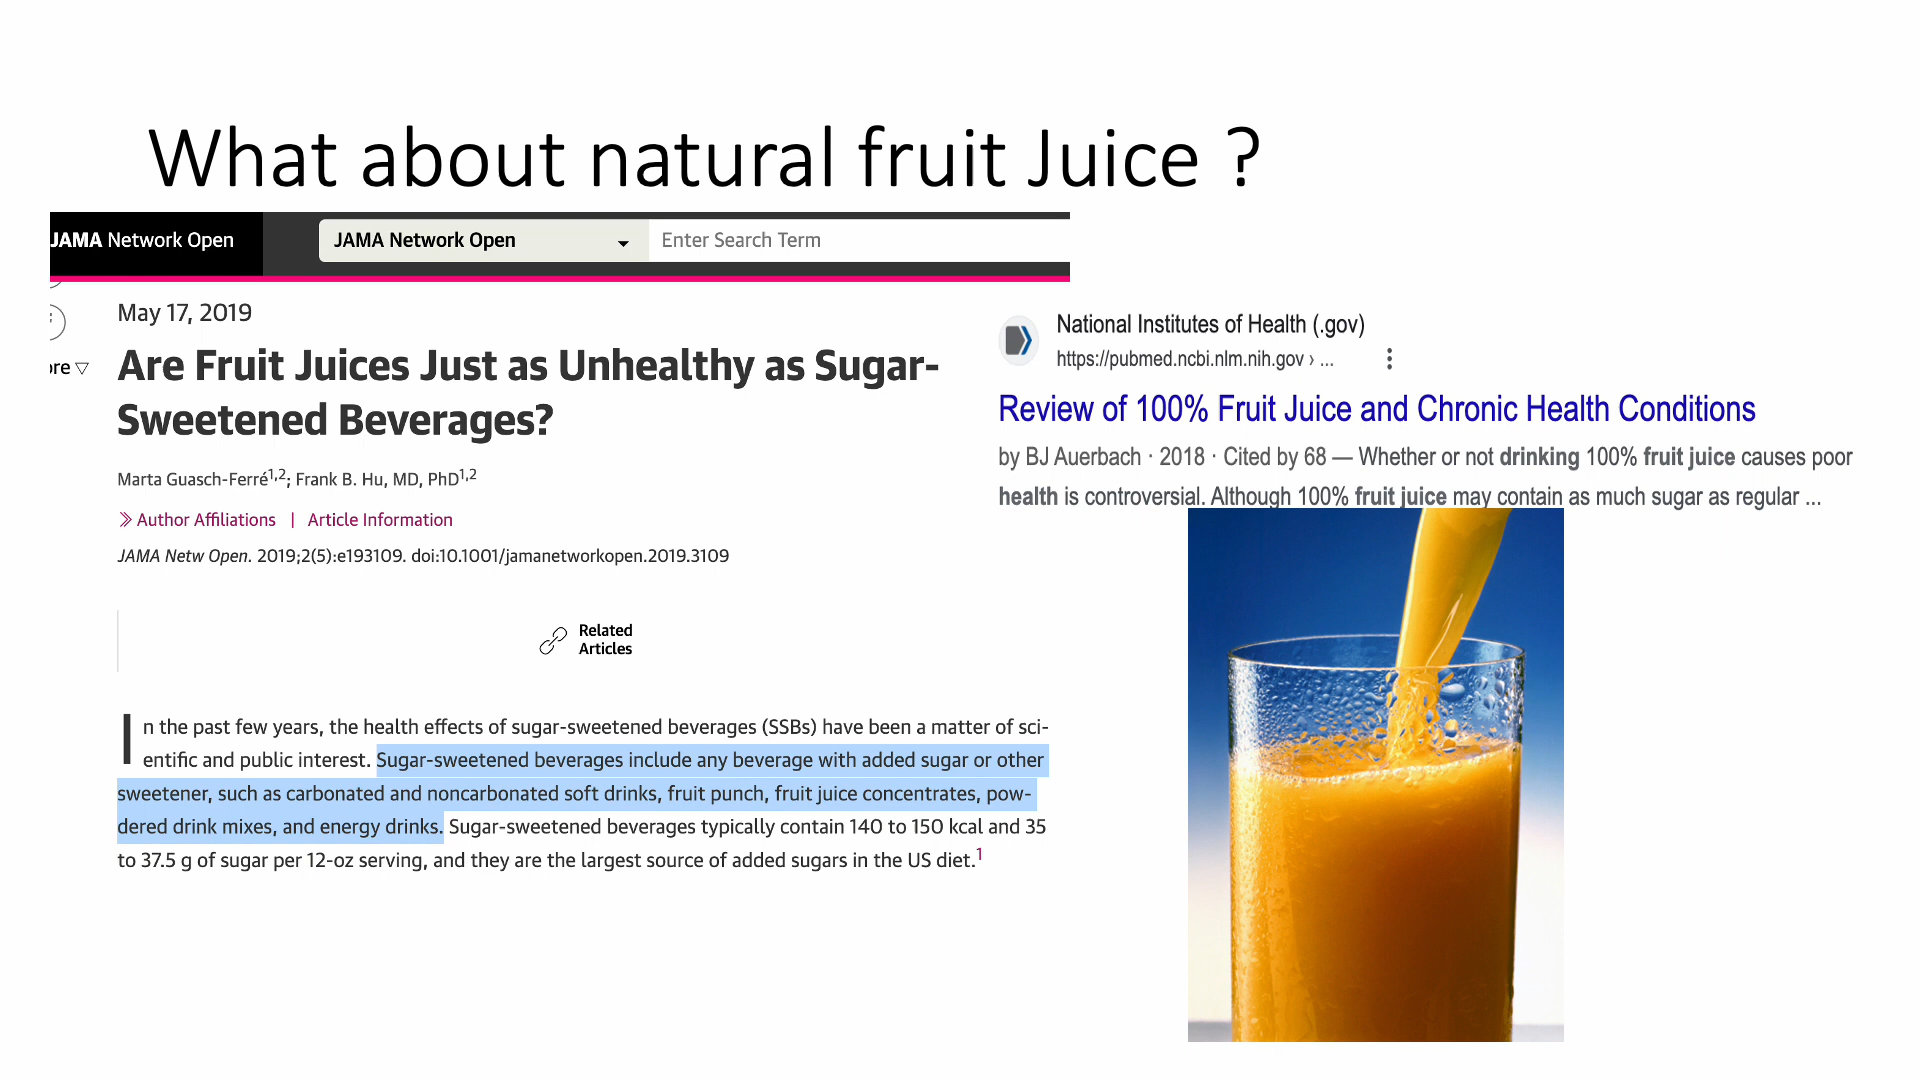 What about natural fruit Juice ?
JAMA Network Open
JAMA Network Open
Enter Search Term
May 17, 2019
Are Fruit Juices Just as Unhealthy as Sugar-
Sweetened Beverages?
Marta Guasch-Ferré1,2; Frank B. Hu, MD, PhD1,2
Author Affiliations | Article Information
JAMA Netw Open. 2019;2(5):e193109. doi:10.1001/jamanetworkopen.2019.3109
Related
Articles
In the past few years, the health effects of sugar-sweetened beverages (SSBs) have been a matter of sci-
entific and public interest. Sugar-sweetened beverages include any beverage with added sugar or other
sweetener, such as carbonated and noncarbonated soft drinks, fruit punch, fruit juice concentrates, pow-
dered drink mixes, and energy drinks. Sugar-sweetened beverages typically contain 140 to 150 kcal and 35
to 37.5 g of sugar per 12-oz serving, and they are the largest source of added sugars in the US diet.1
National Institutes of Health (.gov)
https://pubmed.ncbi.nlm.nih.gov › ...
Review of 100% Fruit Juice and Chronic Health Conditions
by BJ Auerbach · 2018 · Cited by 68 — Whether or not drinking 100% fruit juice causes poor
health is controversial. Although 100% fruit juice may contain as much sugar as regular ...